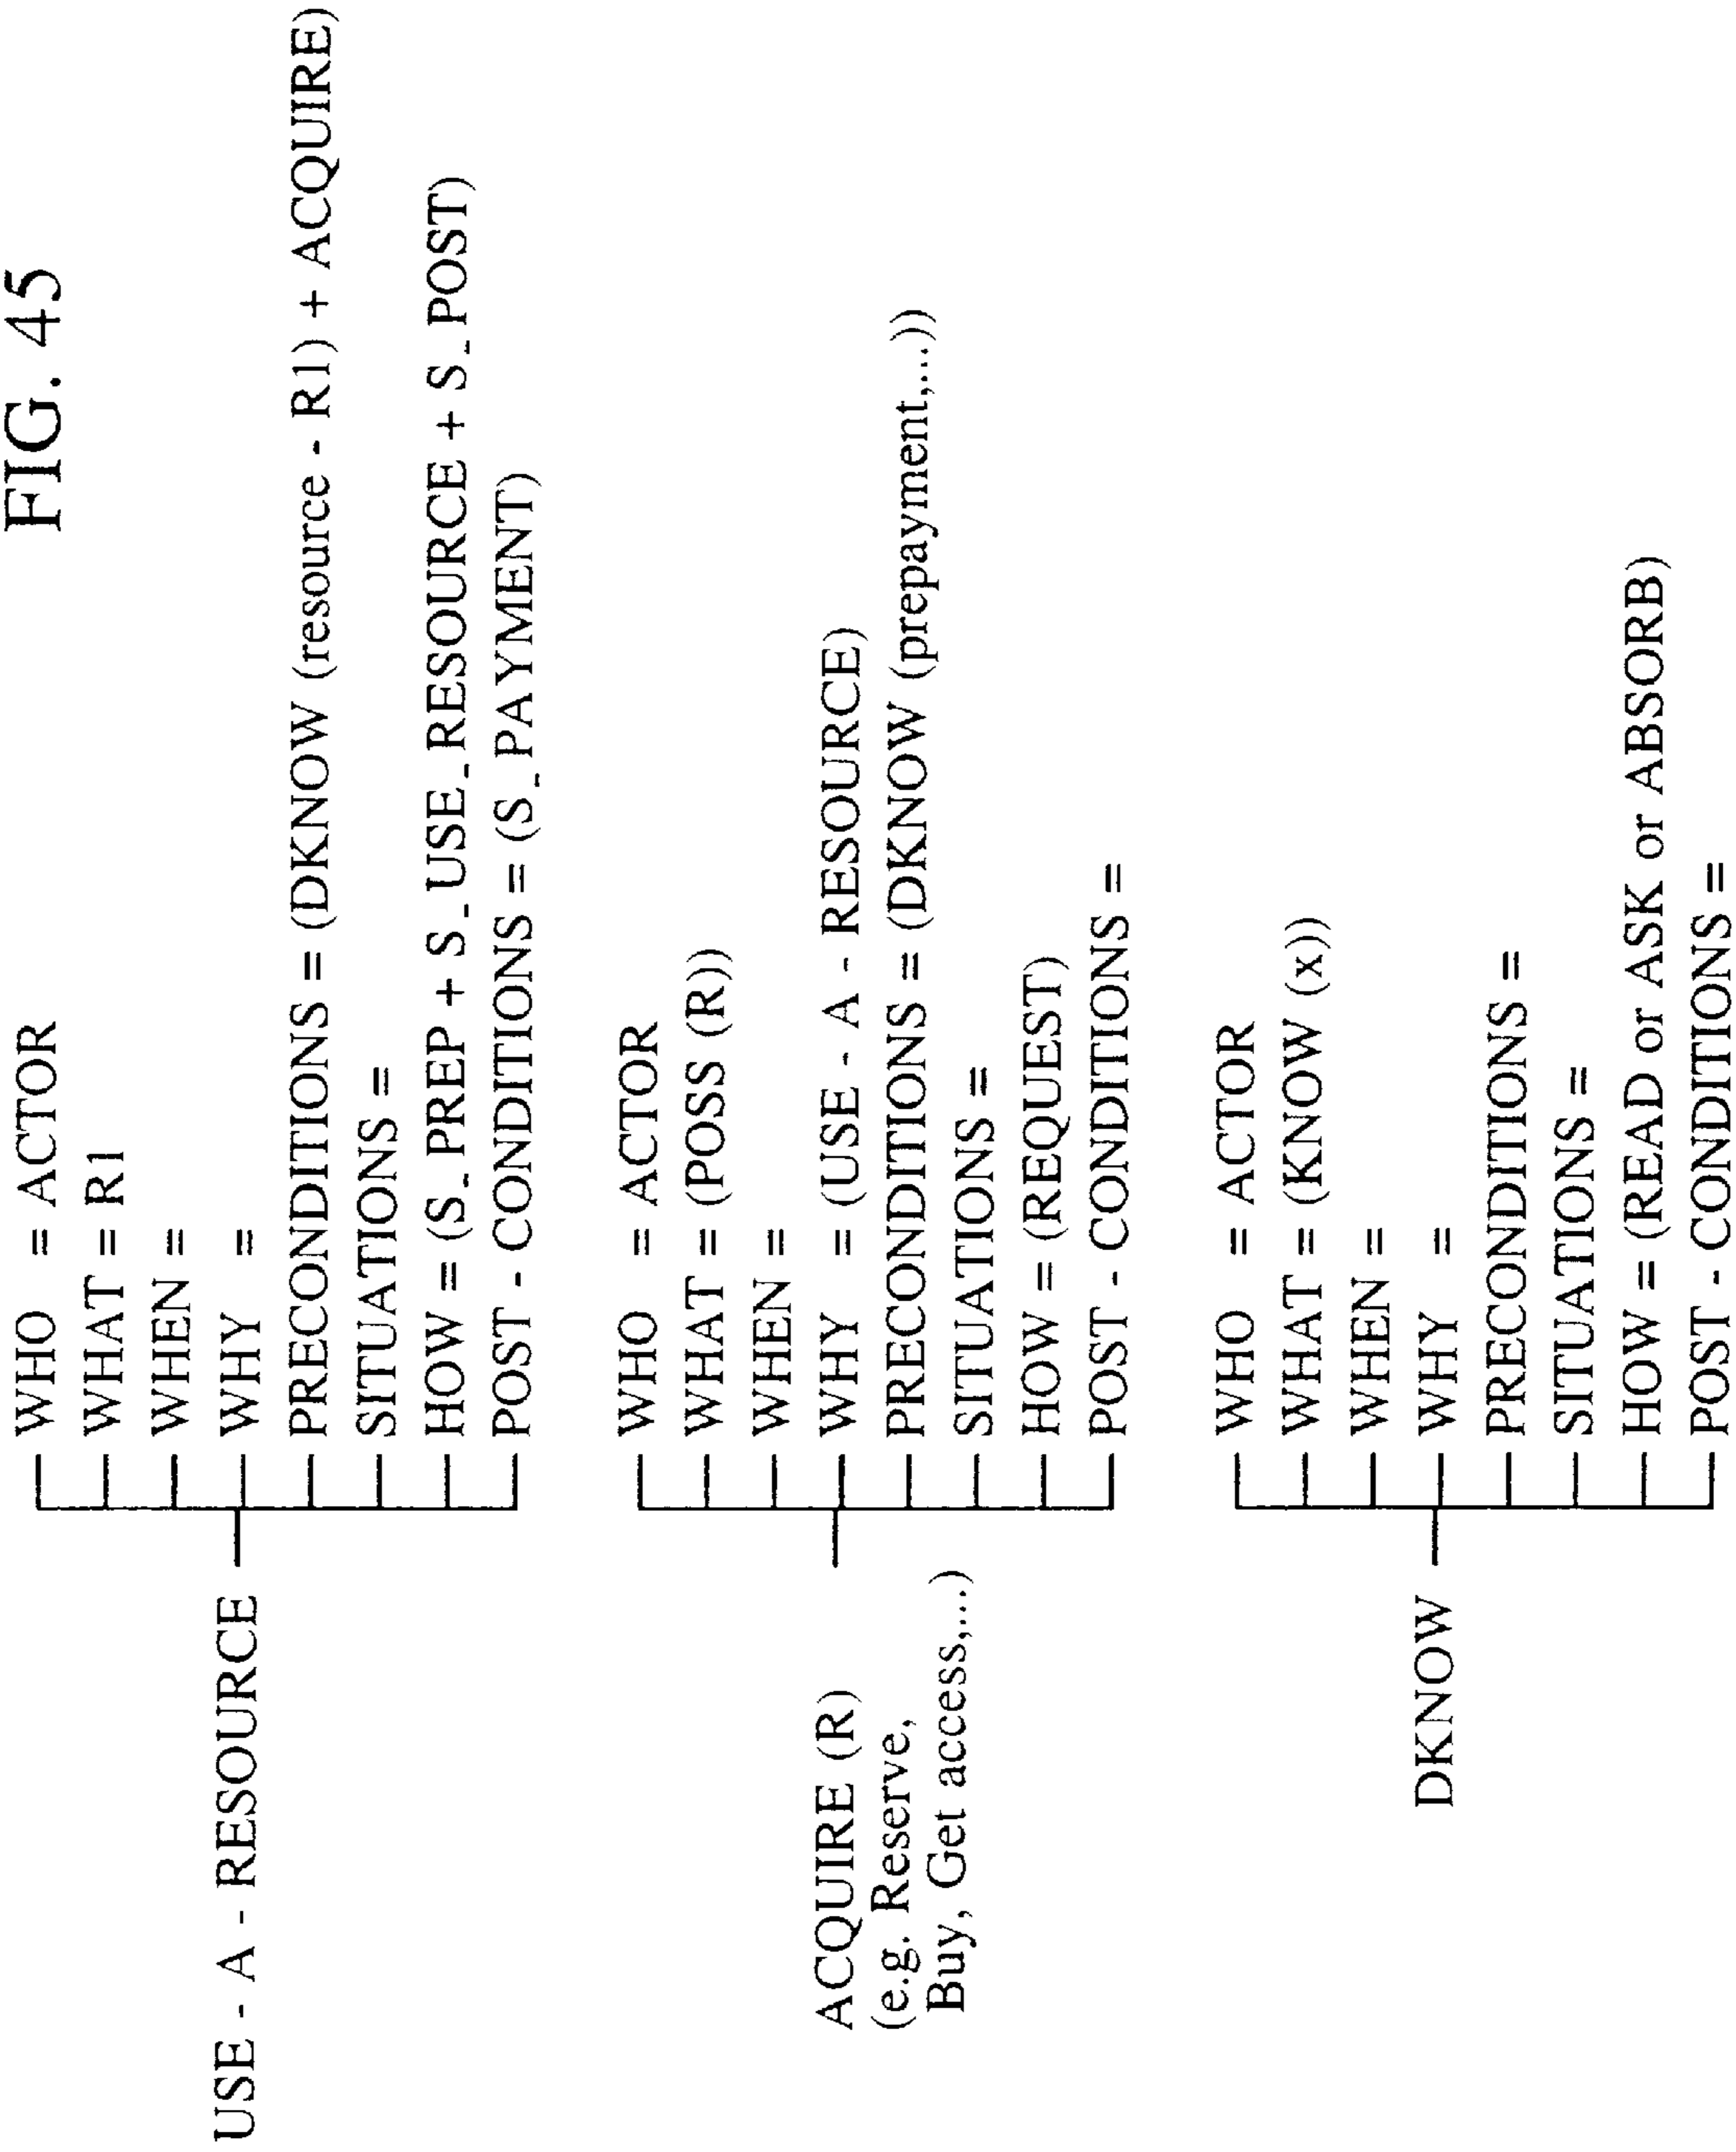 FIG. 45
USE - A - RESOURCE
WHO = ACTOR
WHAT = R1
WHEN =
WHY =
PRECONDITIONS = (DKNOW (resource - R1) + ACQUIRE)
SITUATIONS =
HOW = (S_PREP + S_USE_RESOURCE + S_POST)
POST - CONDITIONS = (S_PAYMENT)
ACQUIRE (R)
(e.g. Reserve,
Buy, Get access,...)
WHO = ACTOR
WHAT = (POSS (R))
WHEN =
WHY = (USE - A - RESOURCE)
PRECONDITIONS = (DKNOW (prepayment,...))
SITUATIONS =
HOW = (REQUEST)
POST - CONDITIONS =
DKNOW
WHO = ACTOR
WHAT = (KNOW (x))
WHEN =
WHY =
PRECONDITIONS =
SITUATIONS =
HOW = (READ or ASK or ABSORB)
POST - CONDITIONS =